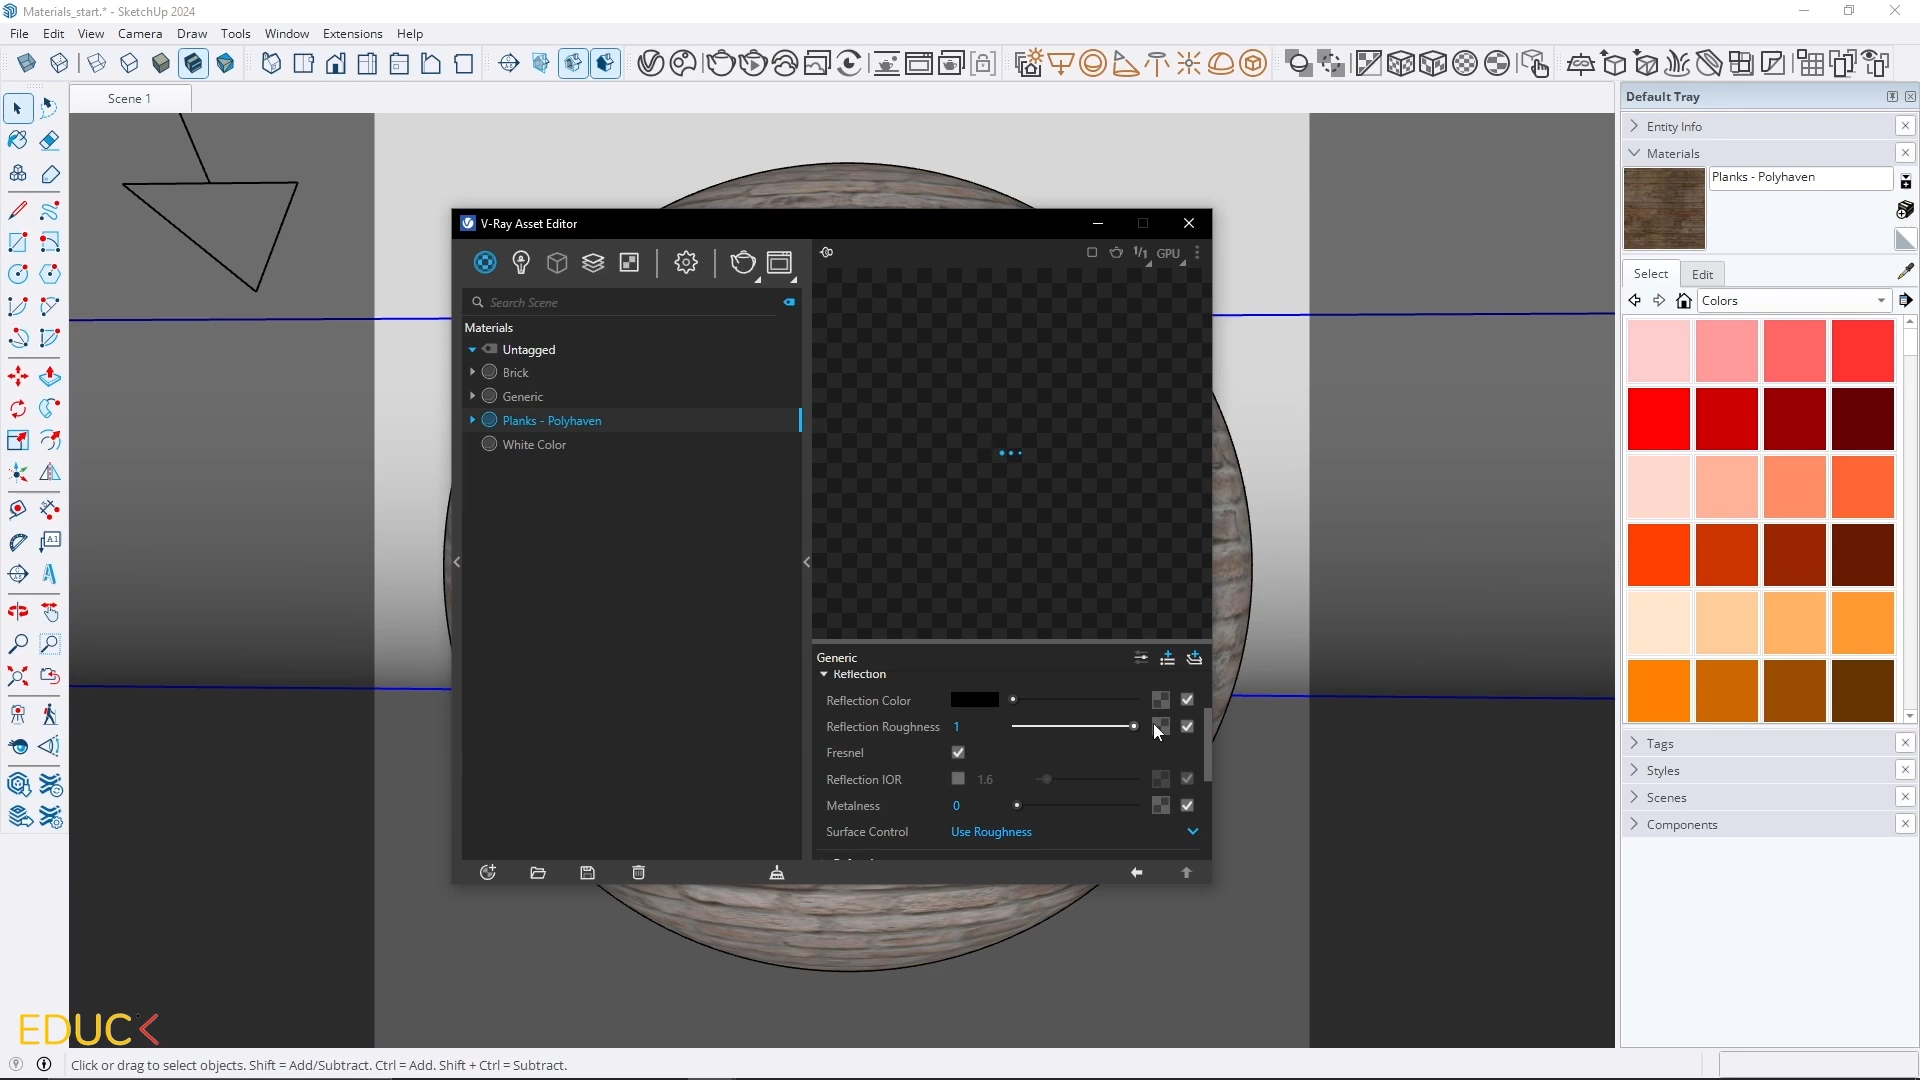 Materials_start.* - SketchUp 2024
File Edit View Camera Draw Tools Window Extensions Help
Scene 1
Default Tray
Entity Info
Materials
Planks - Polyhaven
Select Edit
Colors
Tags
Styles
Scenes
Components
V-Ray Asset Editor
1/1 GPU
Search Scene
Materials
Untagged
Brick
Generic
Planks - Polyhaven
White Color
Generic
Reflection
Reflection Color
Reflection Roughness 1
Fresnel
Reflection IOR 1.6
Metalness 0
Surface Control Use Roughness
EDUCK
Click or drag to select objects. Shift = Add/Subtract. Ctrl = Add. Shift + Ctrl = Subtract.